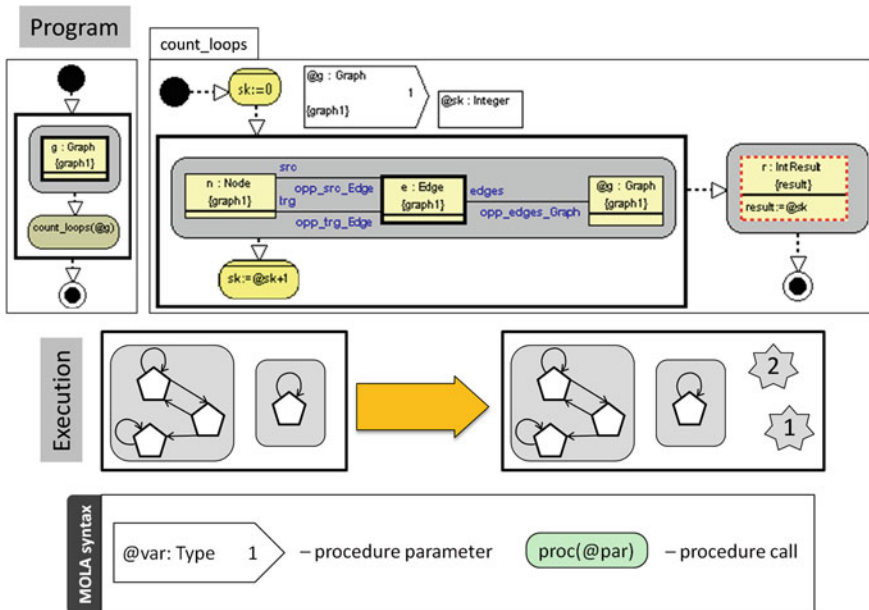 Program
g : Graph
{graph1}
count_loops(@g)
count_loops
sk:=0
@g : Graph
1
{graph1}
@sk : Integer
n : Node
{graph1}
src
opp_src_Edge
trg
opp_trg_Edge
e : Edge
{graph1}
edges
opp_edges_Graph
@g : Graph
{graph1}
sk:=@sk+1
r : IntResult
{result}
result:=@sk
Execution
2
1
MOLA syntax
@var: Type 1
– procedure parameter
proc(@par)
– procedure call